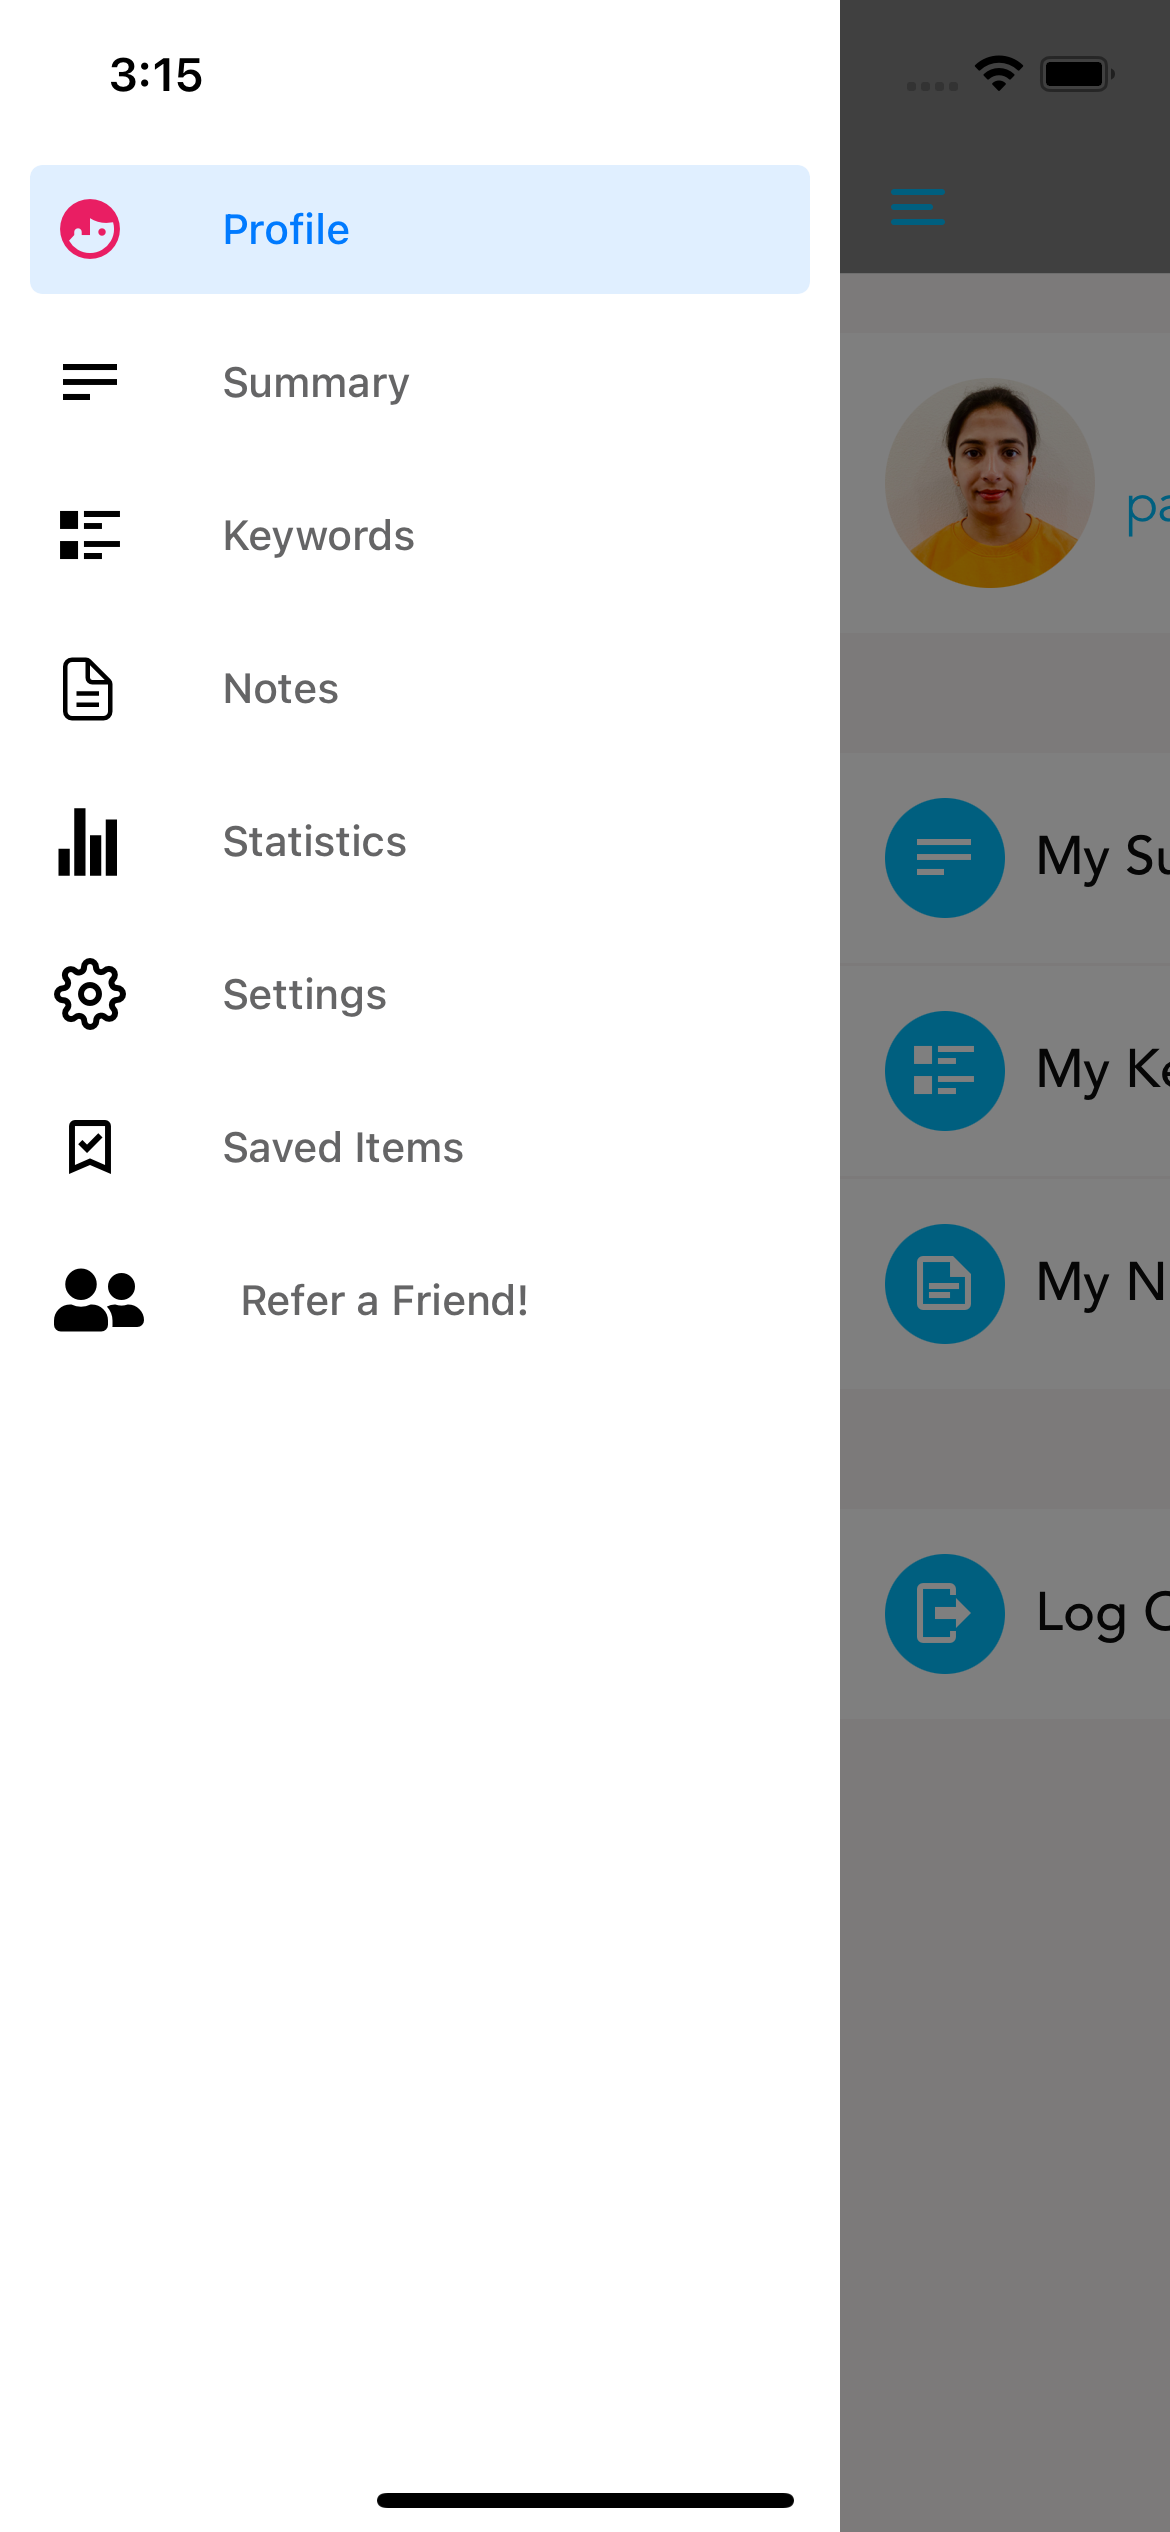 3:15
Profile
Summary
Keywords
Notes
Statistics
Settings
Saved Items
Refer a Friend!
pa
My Su
My Ke
My N
Log